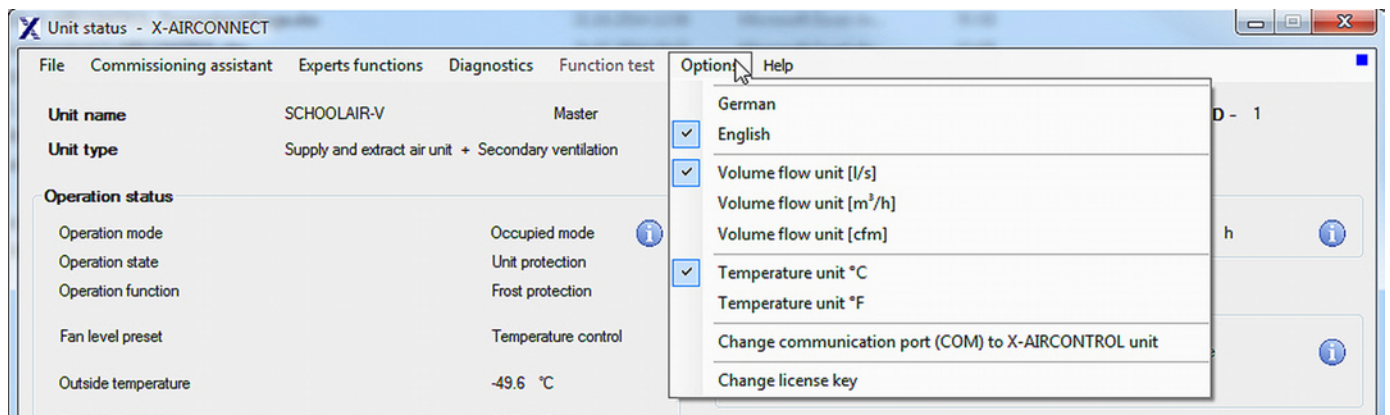 Unit status - X-AIRCONNECT
File Commissioning assistant Experts functions Diagnostics Function test Options Help
Unit name SCHOOLAIR-V Master D - 1
Unit type Supply and extract air unit + Secondary ventilation
Operation status
Operation mode Occupied mode h
Operation state Unit protection
Operation function Frost protection
Fan level preset Temperature control
Outside temperature -49.6 °C
German
English
Volume flow unit [l/s]
Volume flow unit [m³/h]
Volume flow unit [cfm]
Temperature unit °C
Temperature unit °F
Change communication port (COM) to X-AIRCONTROL unit
Change license key